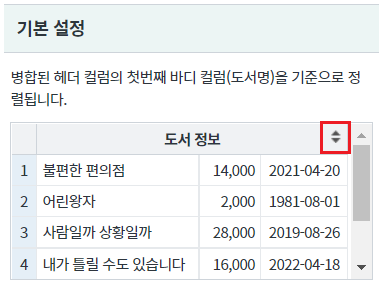 기본 설정
병합된 헤더 컬럼의 첫번째 바디 컬럼(도서명)을 기준으로 정
렬됩니다.
도서 정보
1 불편한 편의점 14,000 2021-04-20
2 어린왕자 2,000 1981-08-01
3 사람일까 상황일까 28,000 2019-08-26
4 내가 틀릴 수도 있습니다 16,000 2022-04-18